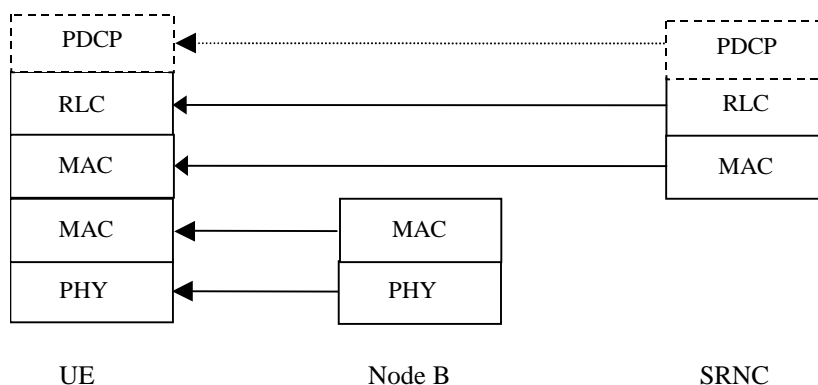 PDCP PDCP
RLC RLC
MAC MAC
MAC MAC
PHY PHY
UE Node B SRNC